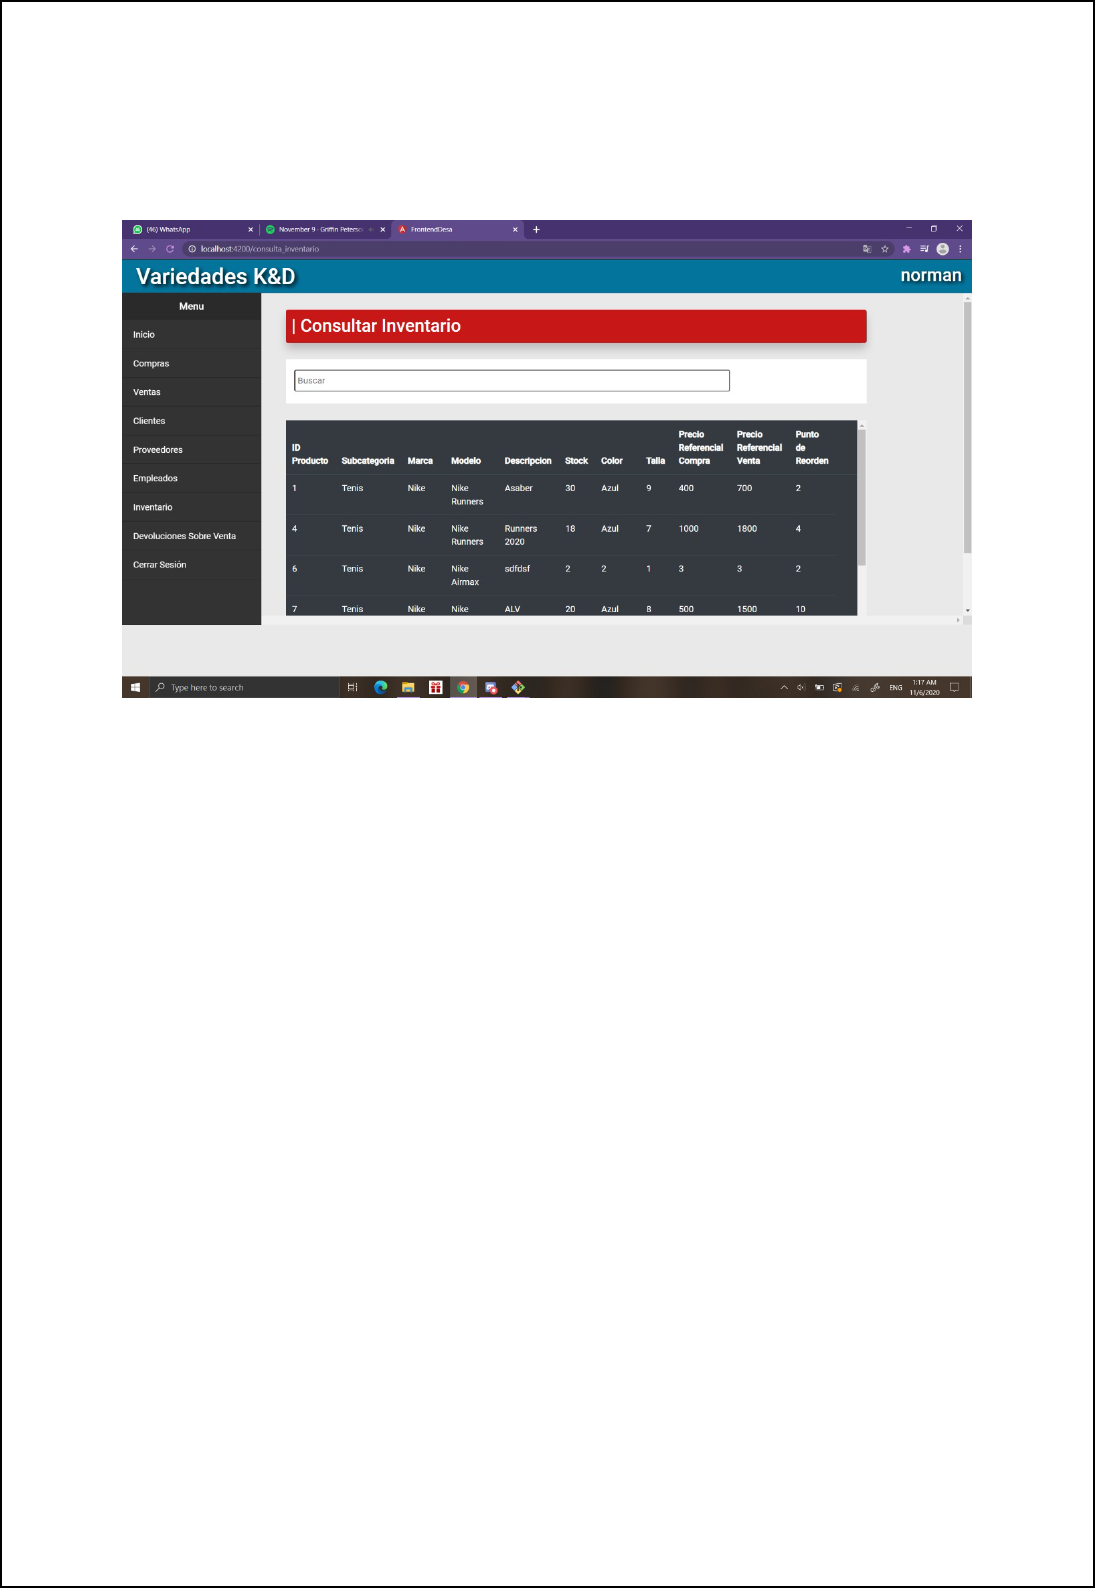 (46) WhatsApp
November 9 - Griffin Peterso
FrontendDesa
localhost:4200/consulta_inventario
Variedades K&D
norman
Menu
Inicio
Compras
Ventas
Clientes
Proveedores
Empleados
Inventario
Devoluciones Sobre Venta
Cerrar Sesión
| Consultar Inventario
Buscar
ID Producto Subcategoria Marca Modelo Descripcion Stock Color Talla Precio Referencial Compra Precio Referencial Venta Punto de Reorden
1 Tenis Nike Nike Runners Asaber 30 Azul 9 400 700 2
4 Tenis Nike Nike Runners Runners 2020 18 Azul 7 1000 1800 4
6 Tenis Nike Nike Airmax sdfdsf 2 2 1 3 3 2
7 Tenis Nike Nike ALV 20 Azul 8 500 1500 10
Type here to search
ENG
1:17 AM
11/6/2020